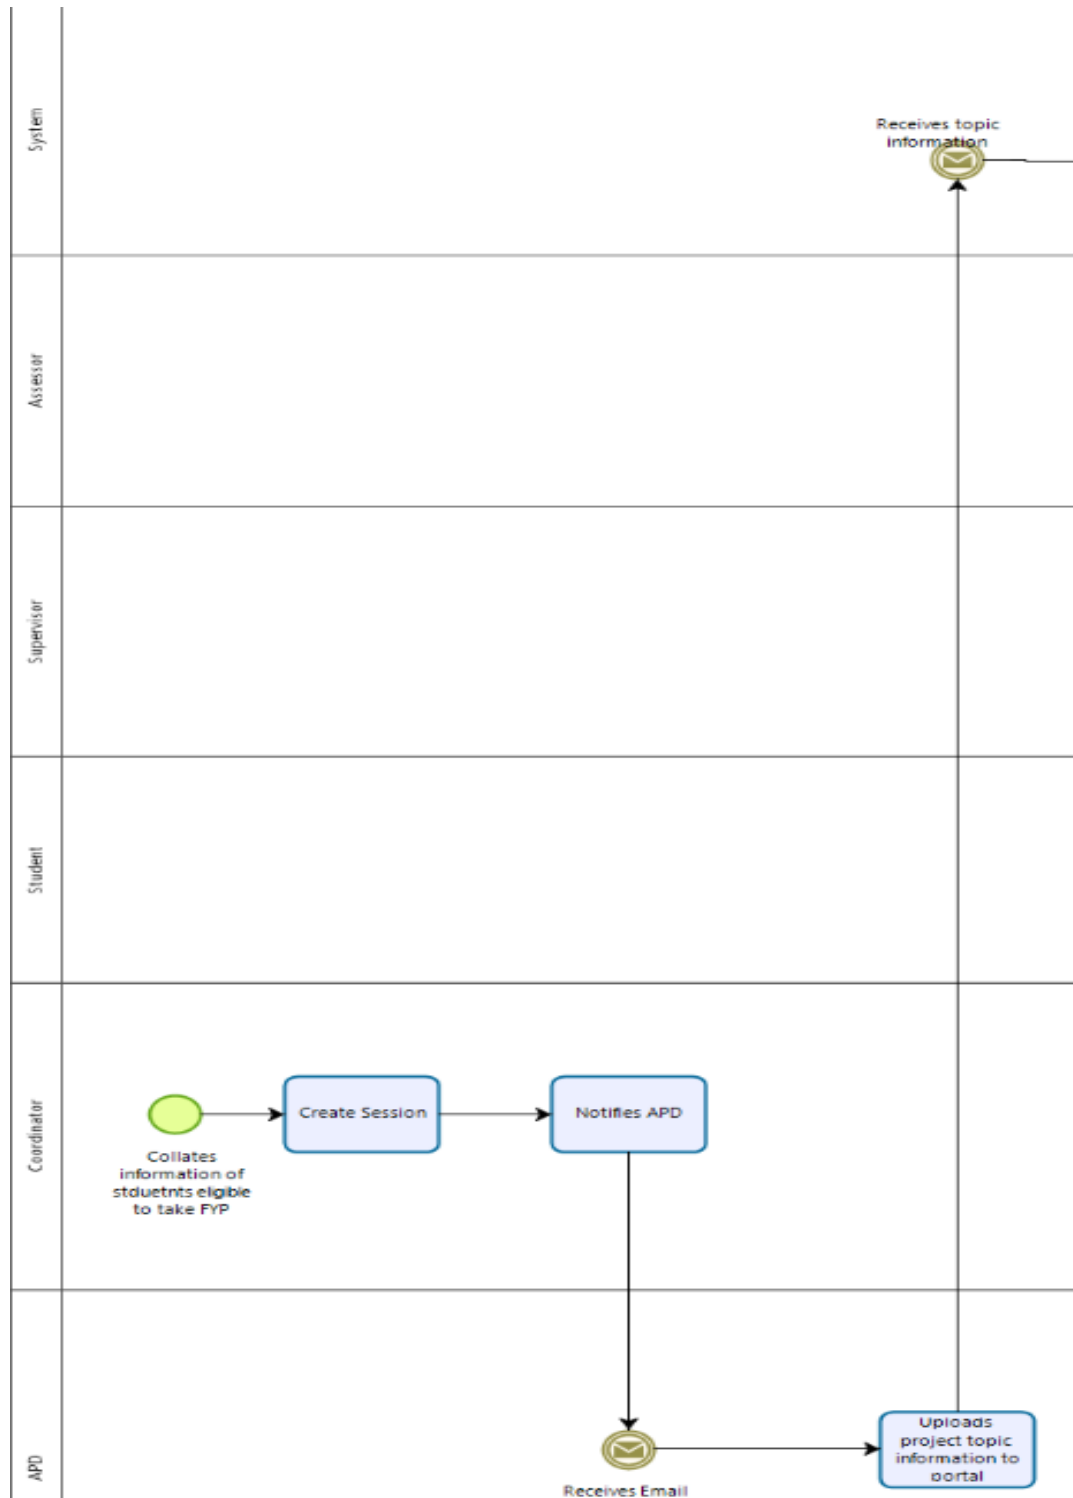 System
Receives topic
information
Assessor
Supervisor
Student
Coordinator
Create Session
Notifies APD
Collates
information of
stduetnts eligible
to take FYP
APD
Receives Email
Uploads
project topic
information to
portal